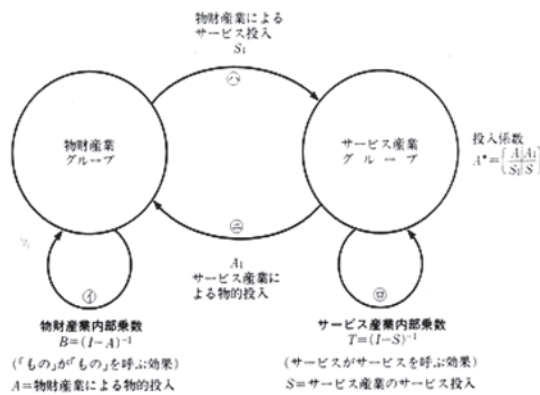 物財産業による
サービス投入
S₁
㋩
物財産業
グループ
サービス産業
グループ
投入係数
A*=[A A₁
S₁ S]
㋥
A₁
サービス産業に
よる物的投入
㋑
㋺
物財産業内部乗数
B=(I−A)⁻¹
(「もの」が「もの」を呼ぶ効果)
A=物財産業による物的投入
サービス産業内部乗数
T=(I−S)⁻¹
(サービスがサービスを呼ぶ効果)
S=サービス産業のサービス投入